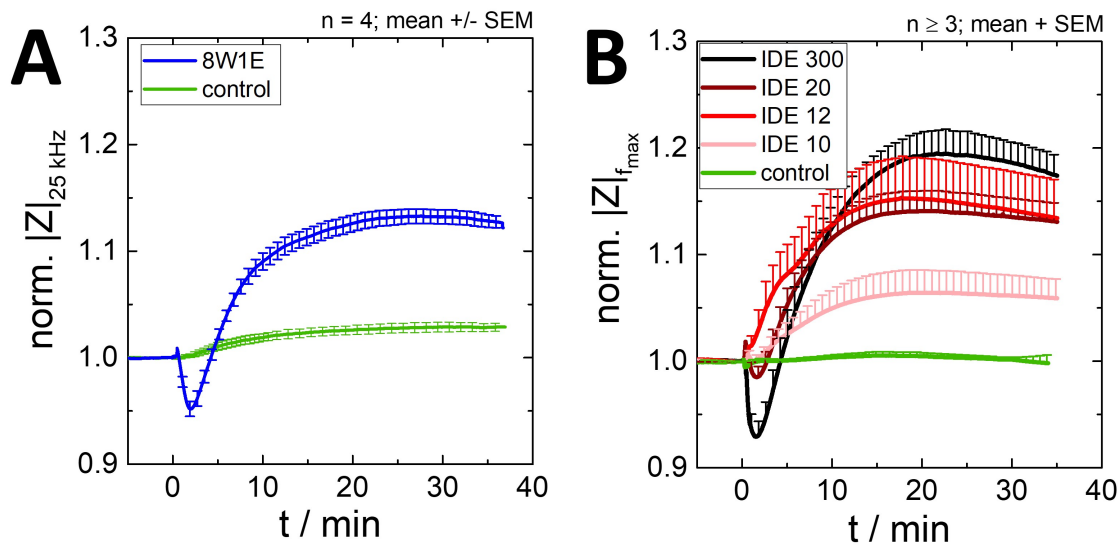 A
n = 4; mean +/- SEM
8W1E
control
1.3
1.2
1.1
1.0
0.9
norm. |Z|25 kHz
0
10
20
30
40
t / min
B
n ≥ 3; mean + SEM
IDE 300
IDE 20
IDE 12
IDE 10
control
1.3
1.2
1.1
1.0
0.9
norm. |Z|fmax
0
10
20
30
40
t / min